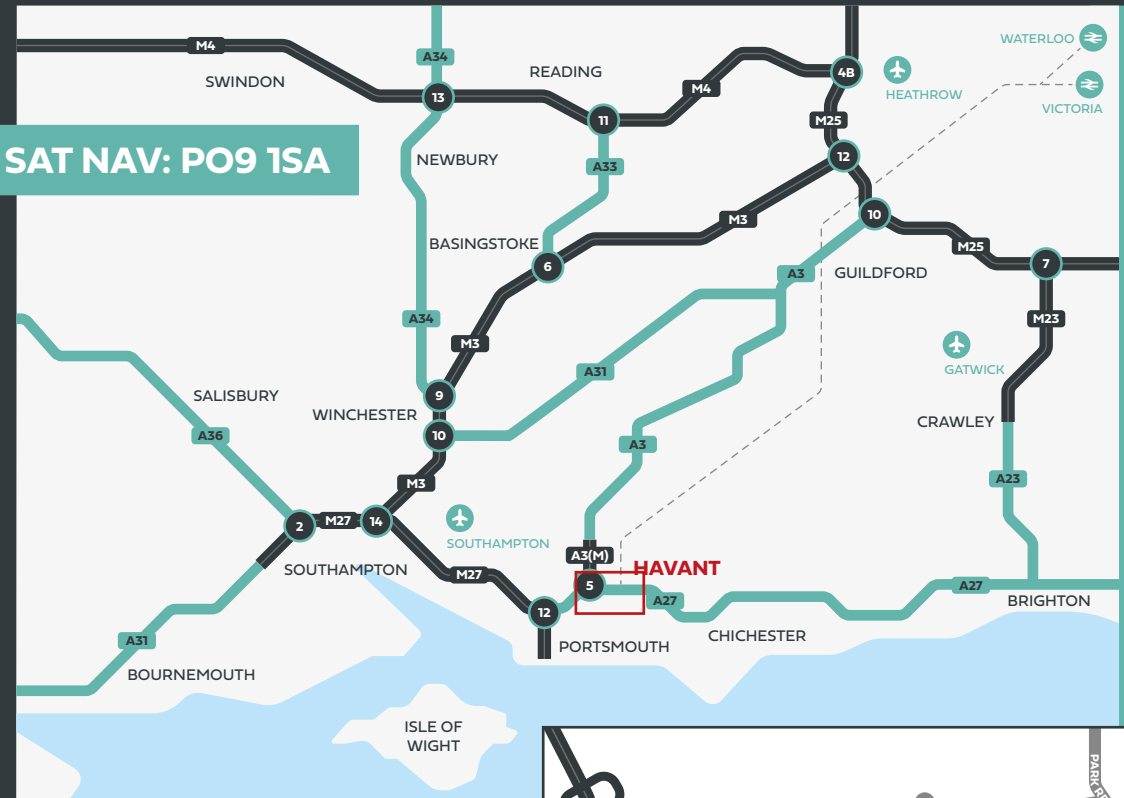 M4
A34
SWINDON
READING
M4
13
11
4B
HEATHROW
WATERLOO
VICTORIA
M25
SAT NAV: PO9 1SA
NEWBURY
A33
12
M3
10
BASINGSTOKE
6
M25
7
A3
GUILDFORD
A34
M3
M23
A31
GATWICK
SALISBURY
9
WINCHESTER
10
CRAWLEY
A36
A3
M3
A23
2
M27
14
SOUTHAMPTON
SOUTHAMPTON
A3(M)
HAVANT
M27
5
A27
A27
BRIGHTON
12
PORTSMOUTH
CHICHESTER
A31
BOURNEMOUTH
ISLE OF
WIGHT
PARK